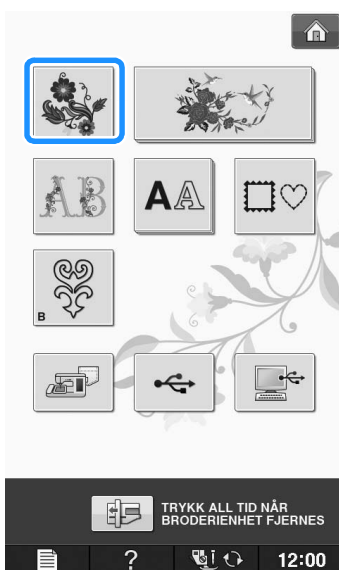 AB
AA
B
TRYKK ALL TID NÅR
BRODERIENHET FJERNES
?
12:00